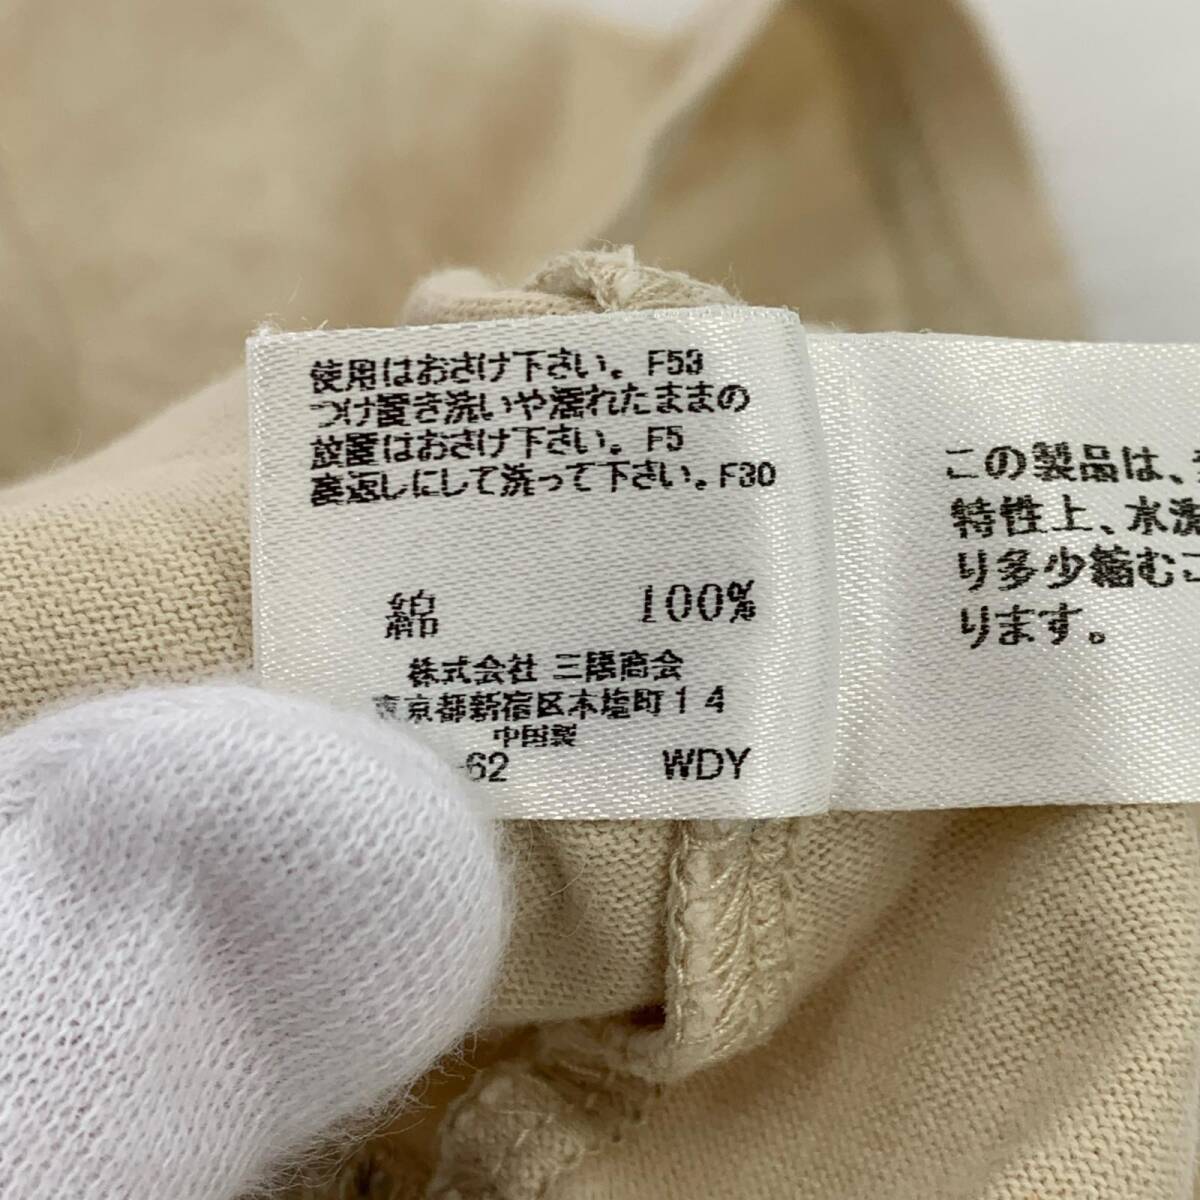 使用はおさけ下さい。F53
つけ置き洗いや濡れたままの
放置はおさけ下さい。F5
裏返しにして洗って下さい。F30
綿 100%
株式会社 三陽商会
東京都新宿区本塩町14
中国製
-62 WDY
この製品は、
特性上、水洗
り多少縮むこ
ります。